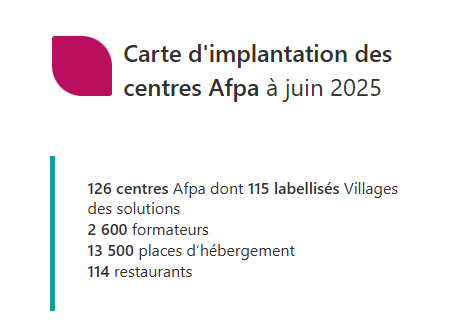 Carte d'implantation des
centres Afpa à juin 2025
126 centres Afpa dont 115 labellisés Villages
des solutions
2 600 formateurs
13 500 places d’hébergement
114 restaurants